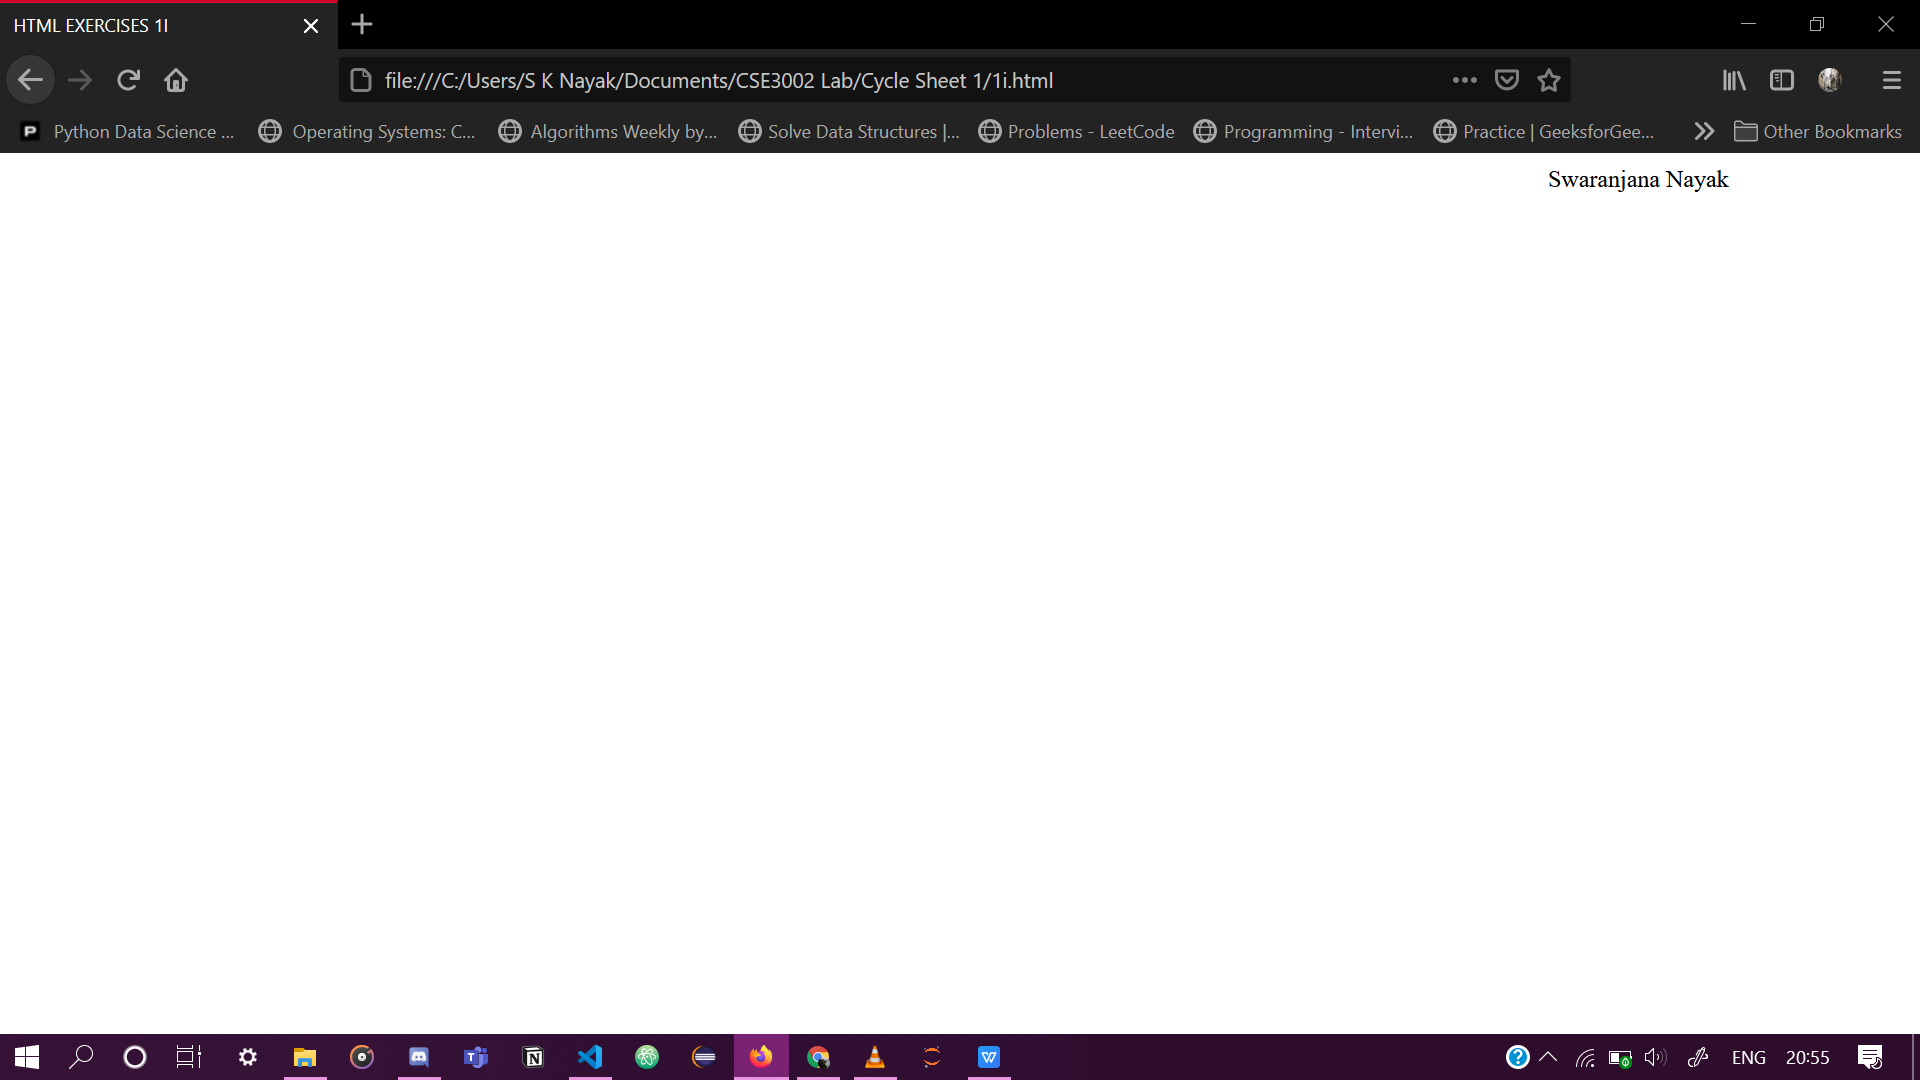 HTML EXERCISES 1I
file:///C:/Users/S K Nayak/Documents/CSE3002 Lab/Cycle Sheet 1/1i.html
Python Data Science ... Operating Systems: C... Algorithms Weekly by... Solve Data Structures |... Problems - LeetCode Programming - Intervi... Practice | GeeksforGee... Other Bookmarks
Swaranjana Nayak
ENG 20:55